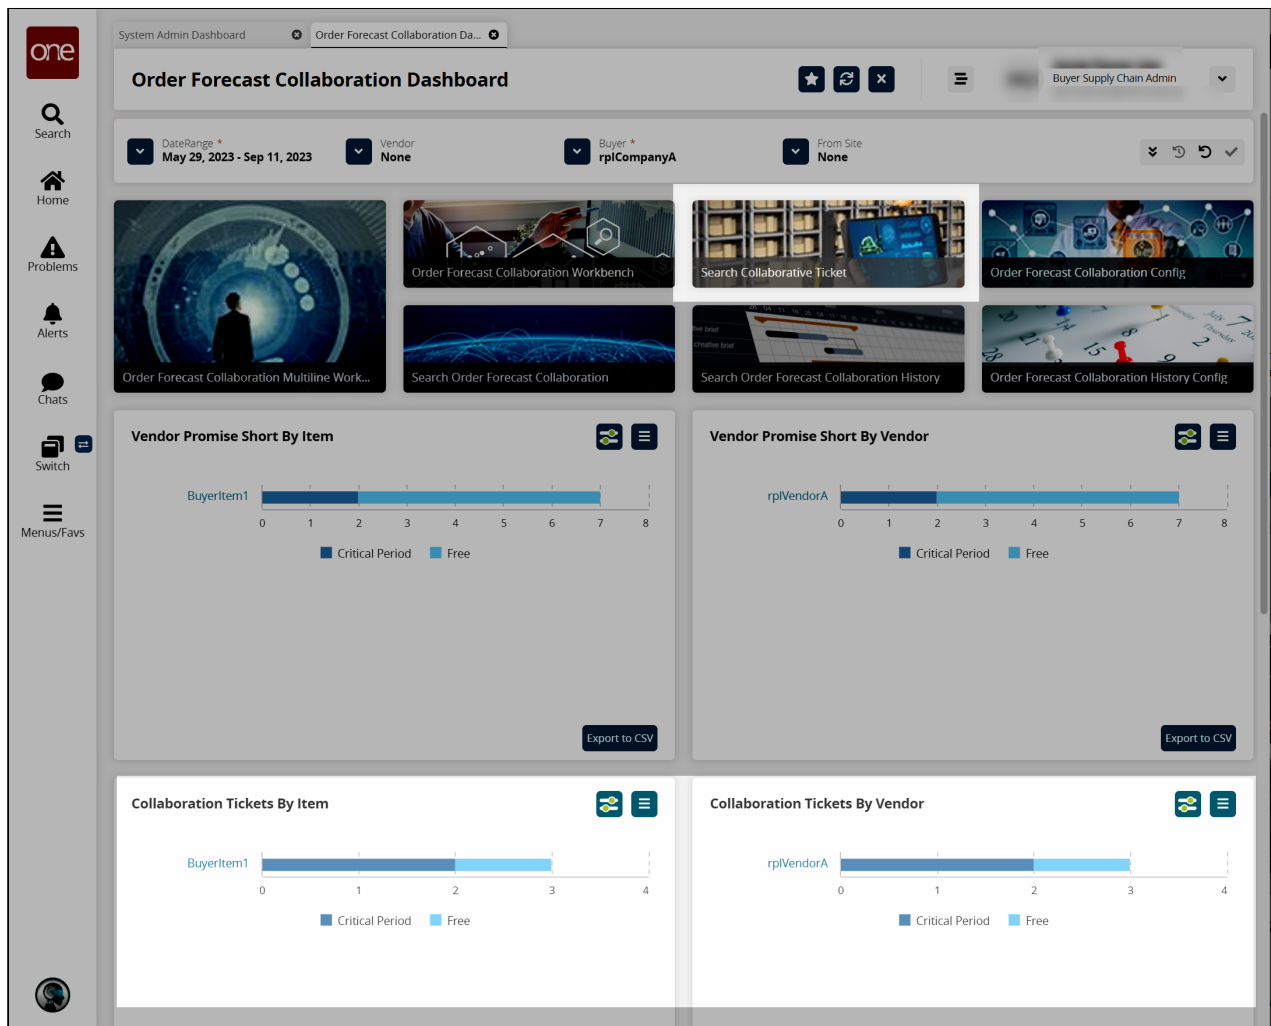 one
System Admin Dashboard
Order Forecast Collaboration Da...
Order Forecast Collaboration Dashboard
Buyer Supply Chain Admin
Search
Home
Problems
Alerts
Chats
Switch
Menus/Favs
DateRange *
May 29, 2023 - Sep 11, 2023
Vendor
None
Buyer *
rplCompanyA
From Site
None
Order Forecast Collaboration Multiline Work...
Order Forecast Collaboration Workbench
Search Collaborative Ticket
Order Forecast Collaboration Config
Search Order Forecast Collaboration
creative brief
Search Order Forecast Collaboration History
Order Forecast Collaboration History Config
Vendor Promise Short By Item
BuyerItem1
0 1 2 3 4 5 6 7 8
Critical Period Free
Export to CSV
Vendor Promise Short By Vendor
rplVendorA
0 1 2 3 4 5 6 7 8
Critical Period Free
Export to CSV
Collaboration Tickets By Item
BuyerItem1
0 1 2 3 4
Critical Period Free
Collaboration Tickets By Vendor
rplVendorA
0 1 2 3 4
Critical Period Free